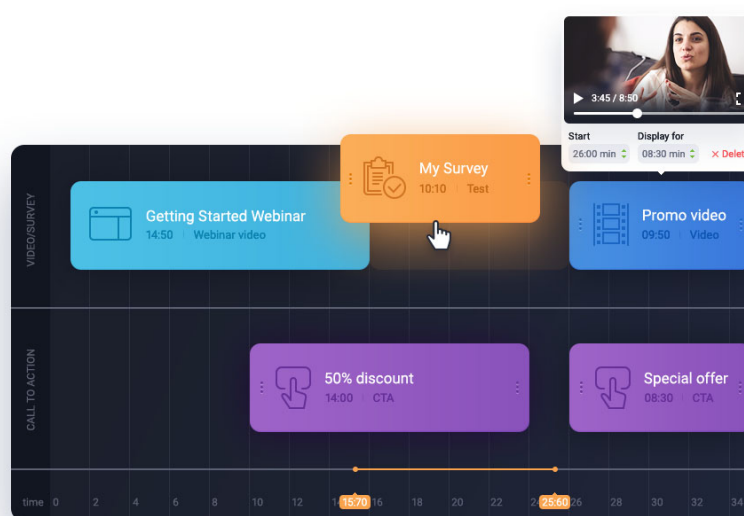 3:45 / 8:50
Start
Display for
26:00 min
08:30 min
× Delet
My Survey
10:10 | Test
VIDEO/SURVEY
Getting Started Webinar
14:50 | Webinar video
Promo video
09:50 | Video
CALL TO ACTION
50% discount
14:00 | CTA
Special offer
08:30 | CTA
time 0 2 4 6 8 10 12 15:70 16 18 20 22 25:60 26 28 30 32 34